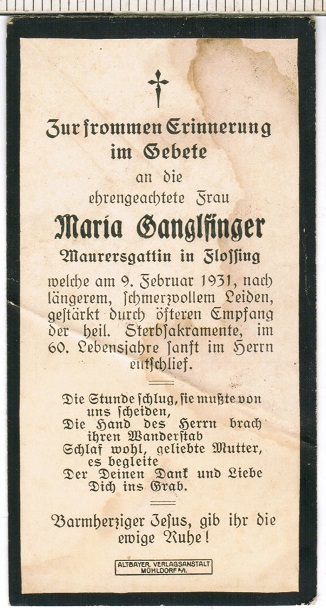 Zur frommen Erinnerung
im Gebete
an die
ehrengeachtete Frau
Maria Ganglfinger
Maurersgattin in Flossing
welche am 9. Februar 1931, nach
längerem, schmerzvollem Leiden,
gestärkt durch öfteren Empfang
der heil. Sterbsakramente, im
60. Lebensjahre sanft im Herrn
entschlief.
Die Stunde schlug, sie mußte von
uns scheiden,
Die Hand des Herrn brach
ihren Wanderstab
Schlaf wohl, geliebte Mutter,
es begleite
Der Deinen Dank und Liebe
Dich ins Grab.
Barmherziger Jesus, gib ihr die
ewige Ruhe!
ALTBAYER. VERLAGSANSTALT
MÜHLDORF a/I.